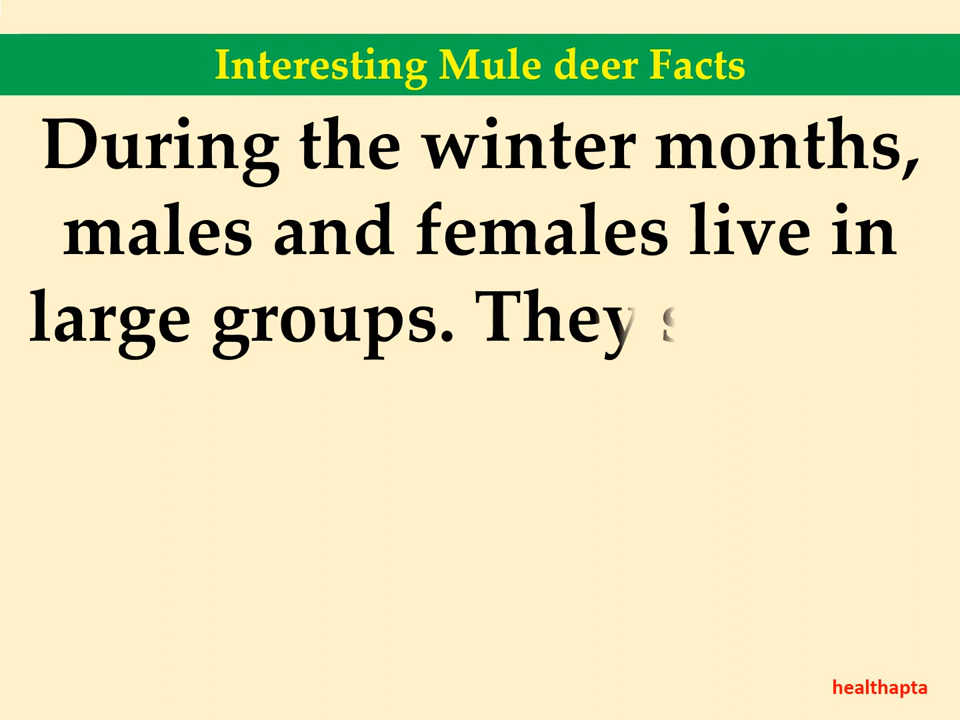 Interesting Mule deer Facts
During the winter months,
males and females live in
large groups. They
healthapta